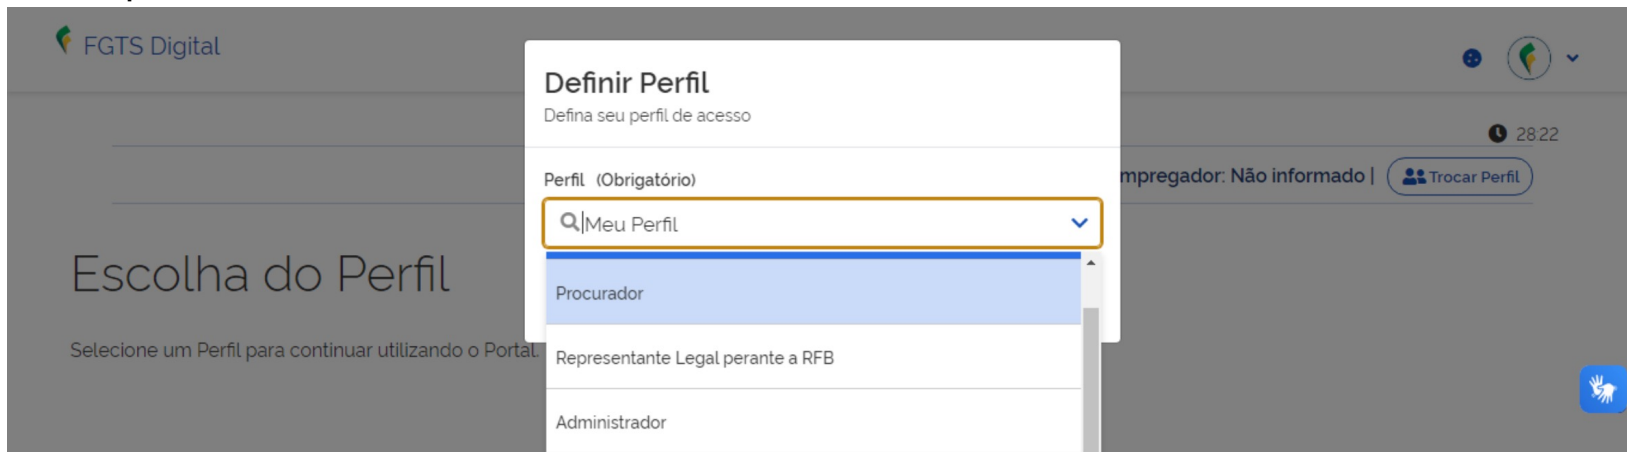 FGTS Digital
Definir Perfil
Defina seu perfil de acesso
28:22
Perfil (Obrigatório)
mpregador: Não informado |
Trocar Perfil
Meu Perfil
Escolha do Perfil
Procurador
Selecione um Perfil para continuar utilizando o Portal.
Representante Legal perante a RFB
Administrador